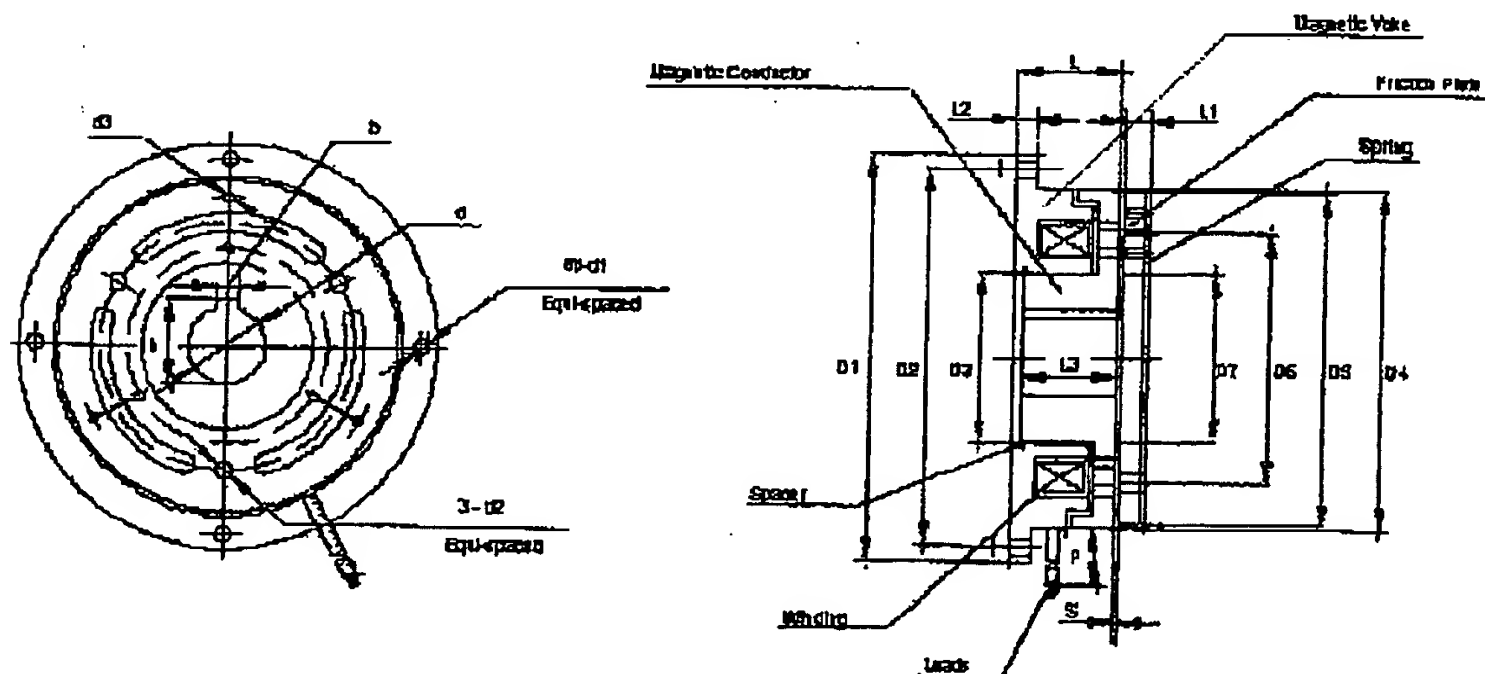 d3
b
d
Equi-spaced
3-d2
Equi-spaced
Magnetic Yoke
Magnetic Conductor
L
Friction Plate
L2
L1
Spring
D1
D2
D3
L3
D7
D6
D5
D4
Spacer
P
Winding
S
Leads